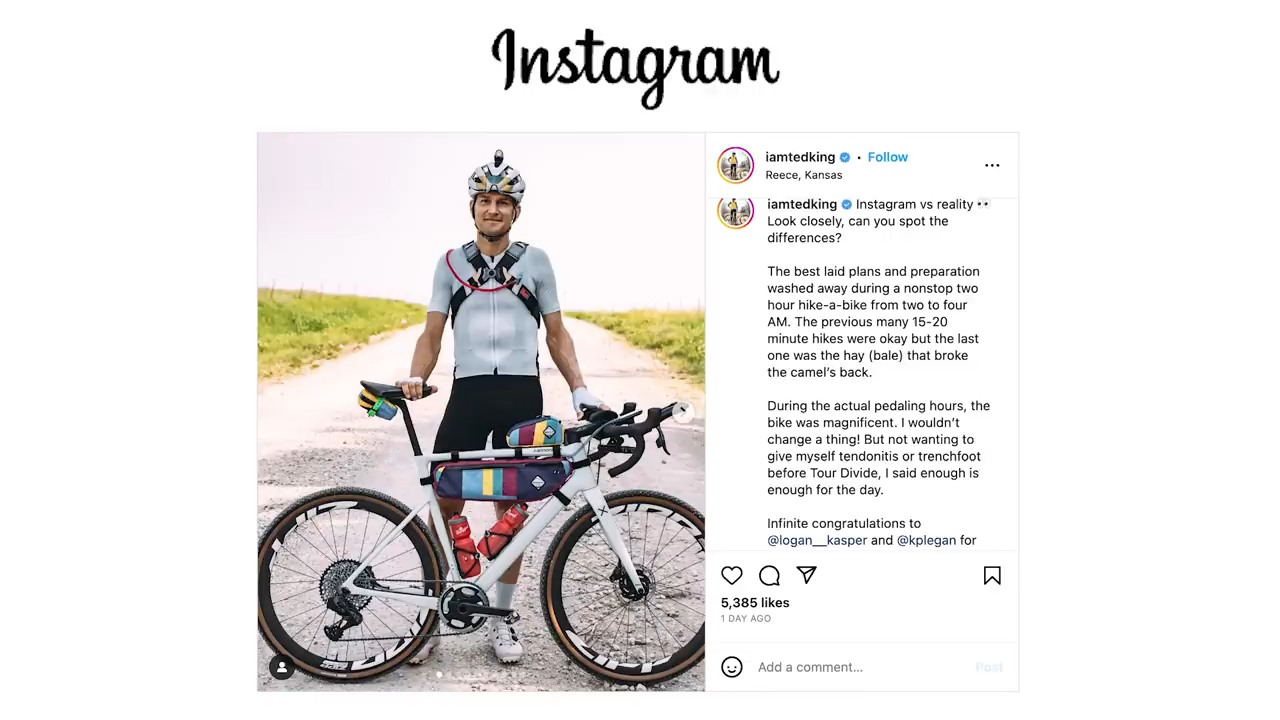 Instagram
iamtedking • Follow
Reece, Kansas
iamtedking Instagram vs reality 👀
Look closely, can you spot the
differences?
The best laid plans and preparation
washed away during a nonstop two
hour hike-a-bike from two to four
AM. The previous many 15-20
minute hikes were okay but the last
one was the hay (bale) that broke
the camel's back.
During the actual pedaling hours, the
bike was magnificent. I wouldn't
change a thing! But not wanting to
give myself tendonitis or trenchfoot
before Tour Divide, I said enough is
enough for the day.
Infinite congratulations to
@logan__kasper and @kplegan for
5,385 likes
1 DAY AGO
Add a comment...
Post